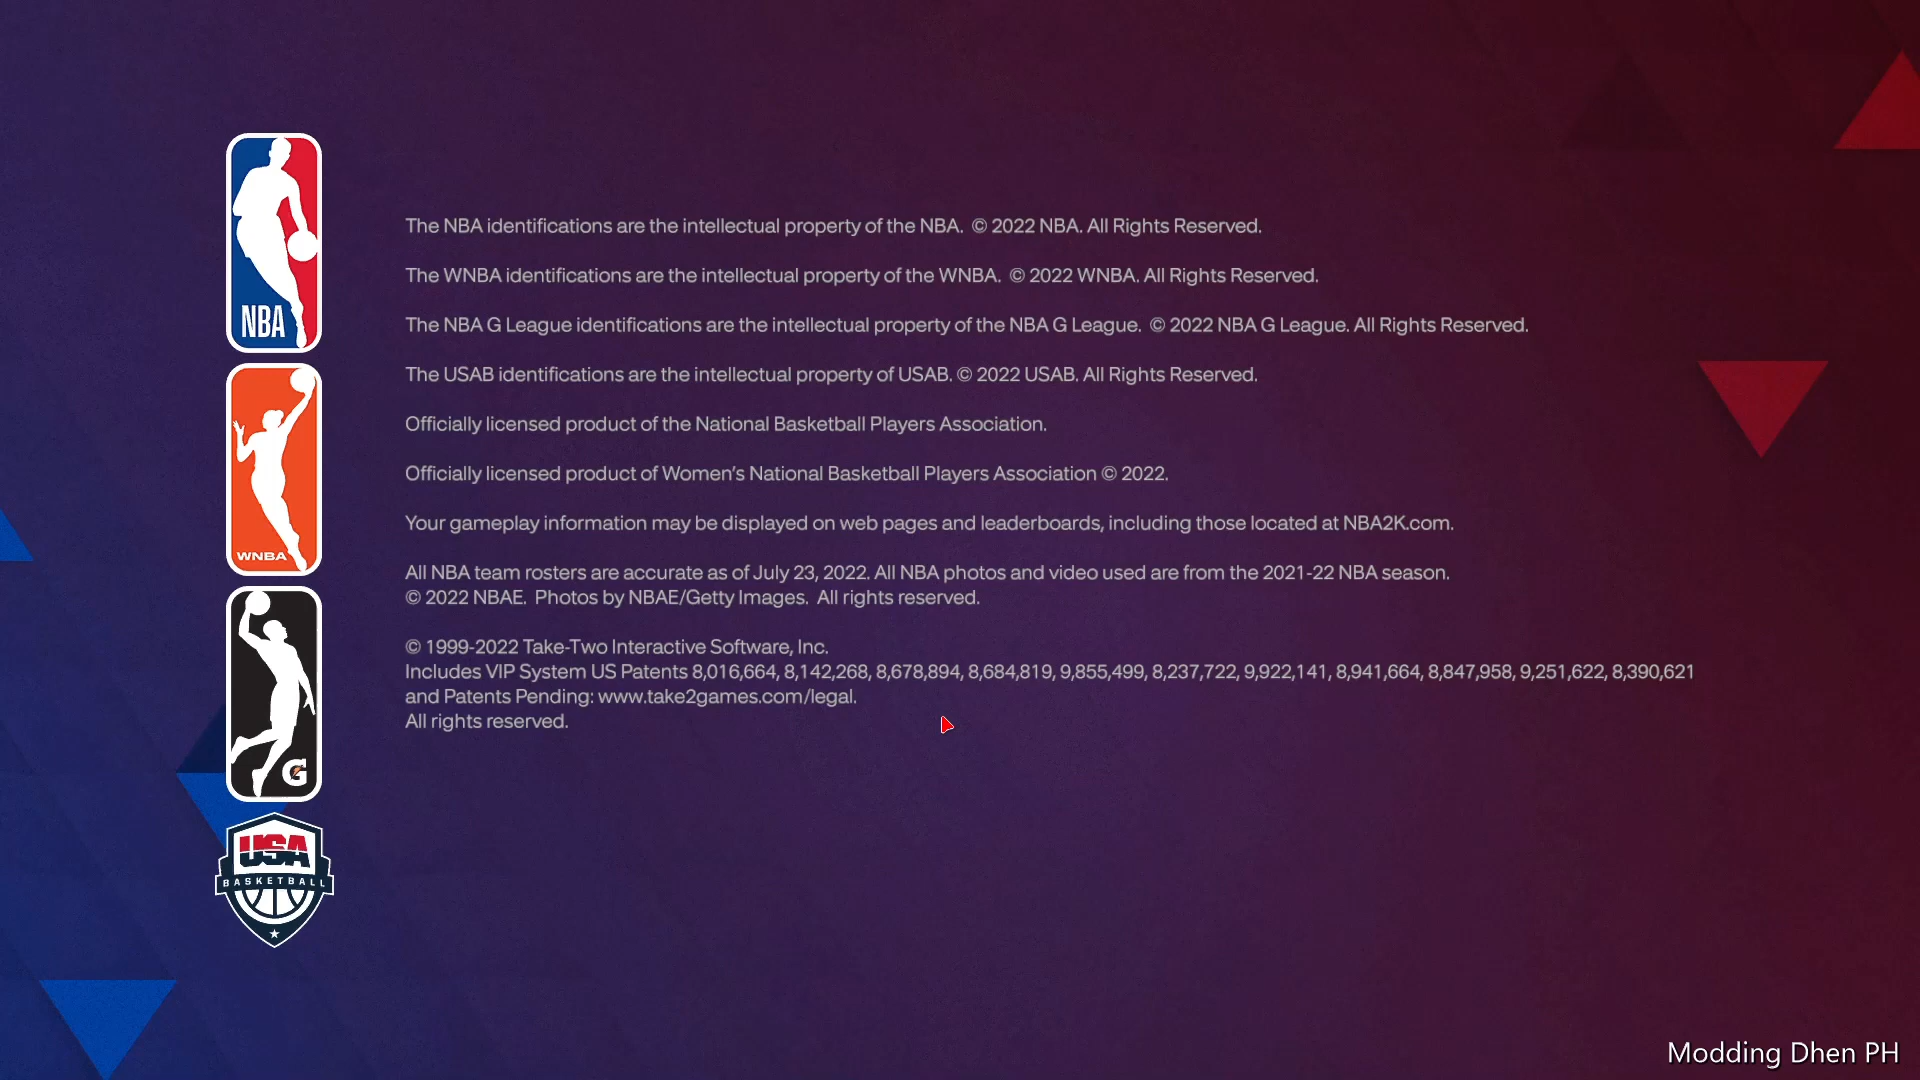 NBA
The NBA identifications are the intellectual property of the NBA.  © 2022 NBA. All Rights Reserved.
The WNBA identifications are the intellectual property of the WNBA.  © 2022 WNBA. All Rights Reserved.
The NBA G League identifications are the intellectual property of the NBA G League.  © 2022 NBA G League. All Rights Reserved.
The USAB identifications are the intellectual property of USAB. © 2022 USAB. All Rights Reserved.
Officially licensed product of the National Basketball Players Association.
Officially licensed product of Women’s National Basketball Players Association © 2022.
Your gameplay information may be displayed on web pages and leaderboards, including those located at NBA2K.com.
WNBA
All NBA team rosters are accurate as of July 23, 2022. All NBA photos and video used are from the 2021-22 NBA season.
© 2022 NBAE.  Photos by NBAE/Getty Images.  All rights reserved.
© 1999-2022 Take-Two Interactive Software, Inc.
Includes VIP System US Patents 8,016,664, 8,142,268, 8,678,894, 8,684,819, 9,855,499, 8,237,722, 9,922,141, 8,941,664, 8,847,958, 9,251,622, 8,390,621
and Patents Pending: www.take2games.com/legal.
All rights reserved.
G
USA
BASKETBALL
Modding Dhen PH